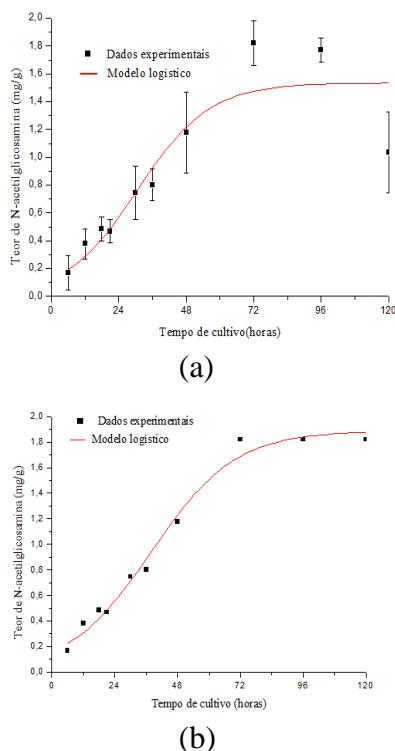 2,0
1,8
1,6
1,4
1,2
1,0
0,8
0,6
0,4
0,2
0,0
Teor de N-acetilglicosamina (mg/g)
Dados experimentais
Modelo logistico
0 24 48 72 96 120
Tempo de cultivo(horas)
(a)
2,0
1,8
1,6
1,4
1,2
1,0
0,8
0,6
0,4
0,2
0,0
Teor de N-acetilglicosamina (mg/g)
Dados experimentais
Modelo logistico
0 24 48 72 96 120
Tempo de cultivo (horas)
(b)